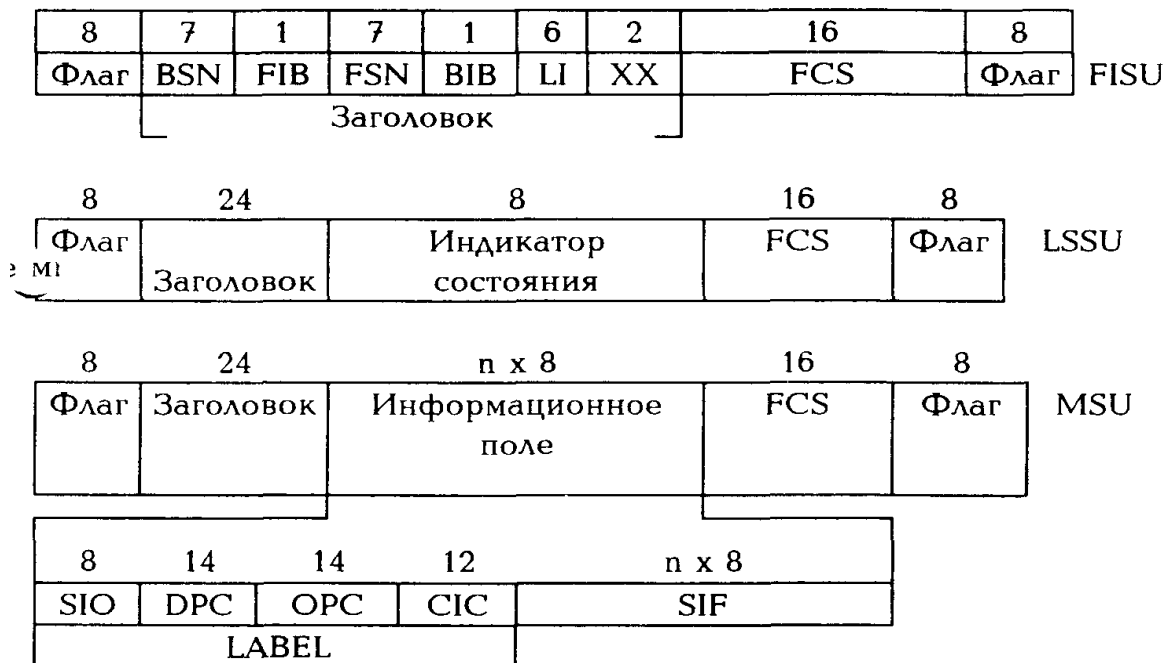 8 7 1 7 1 6 2 16 8
Флаг BSN FIB FSN BIB LI XX FCS Флаг FISU
Заголовок
8 24 8 16 8
Флаг Заголовок Индикатор FCS Флаг LSSU
состояния
8 24 n x 8 16 8
Флаг Заголовок Информационное FCS Флаг MSU
поле
8 14 14 12 n x 8
SIO DPC OPC CIC SIF
LABEL